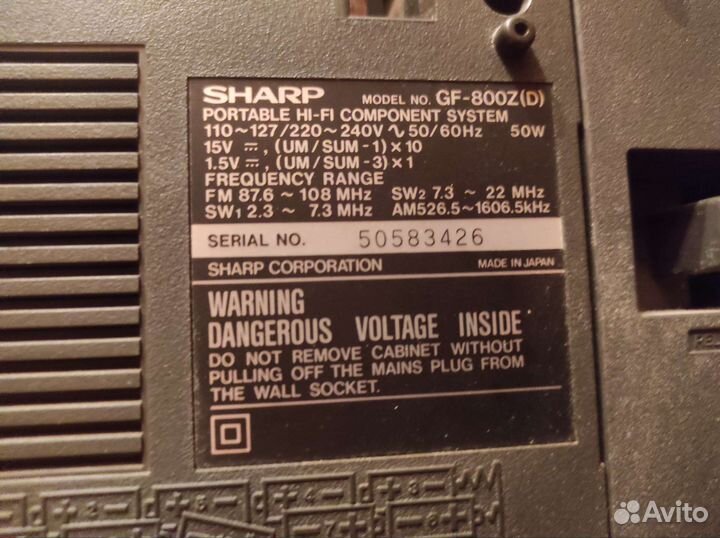 SHARP MODEL NO. GF-800Z(D)
PORTABLE HI-FI COMPONENT SYSTEM
110~127/220~240V ∿ 50/60Hz 50W
15V ⎓, (UM/SUM-1)×10
1.5V ⎓, (UM/SUM-3)×1
FREQUENCY RANGE
FM 87.6 ~ 108 MHz SW2 7.3 ~ 22 MHz
SW1 2.3 ~ 7.3 MHz AM526.5~1606.5kHz
SERIAL NO. 50583426
SHARP CORPORATION MADE IN JAPAN
WARNING
DANGEROUS VOLTAGE INSIDE
DO NOT REMOVE CABINET WITHOUT
PULLING OFF THE MAINS PLUG FROM
THE WALL SOCKET.
Avito